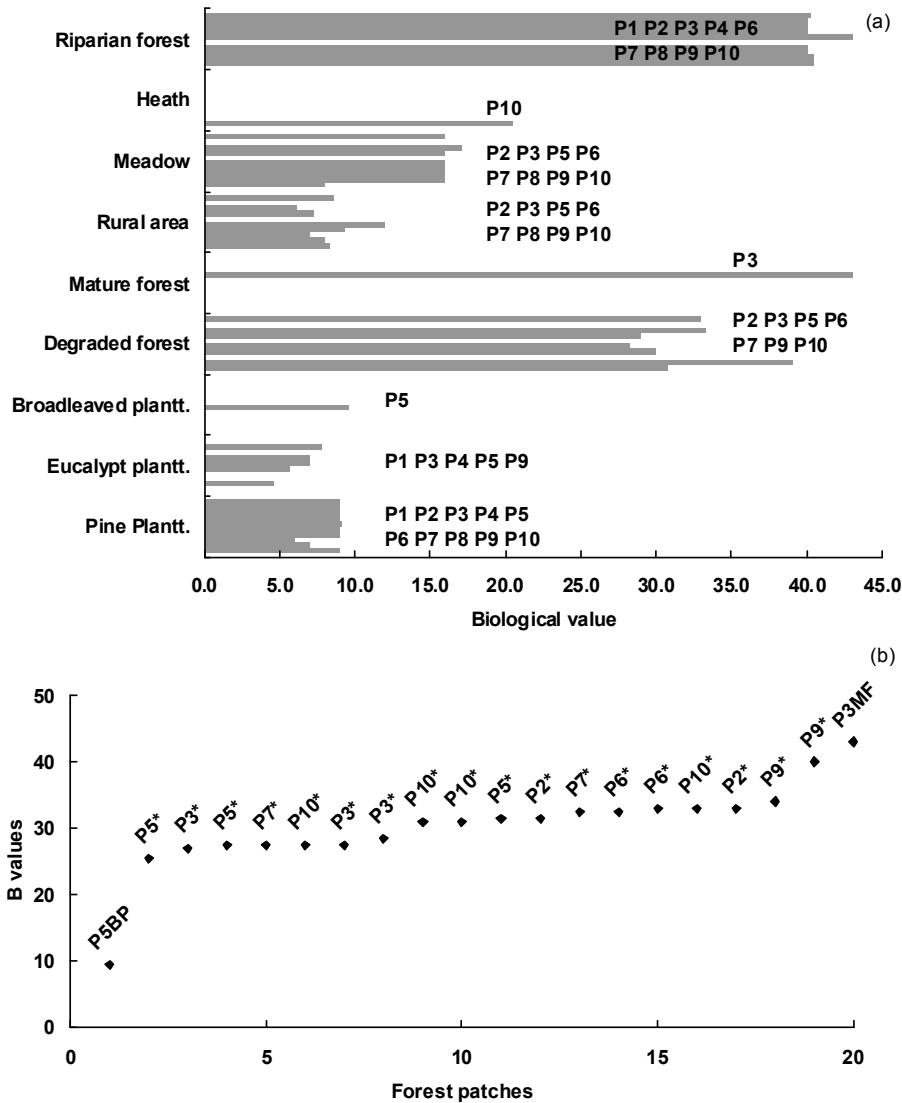 (a)
Riparian forest
P1 P2 P3 P4 P6
P7 P8 P9 P10
Heath
P10
Meadow
P2 P3 P5 P6
P7 P8 P9 P10
Rural area
P2 P3 P5 P6
P7 P8 P9 P10
Mature forest
P3
Degraded forest
P2 P3 P5 P6
P7 P9 P10
Broadleaved plantt.
P5
Eucalypt plantt.
P1 P3 P4 P5 P9
Pine Plantt.
P1 P2 P3 P4 P5
P6 P7 P8 P9 P10
0.0 5.0 10.0 15.0 20.0 25.0 30.0 35.0 40.0 45.0
Biological value
(b)
B values
50
40
30
20
10
0
P5BP
P5*
P3*
P5*
P7*
P10*
P3*
P3*
P10*
P10*
P5*
P2*
P7*
P6*
P6*
P10*
P2*
P9*
P9*
P3MF
0 5 10 15 20
Forest patches